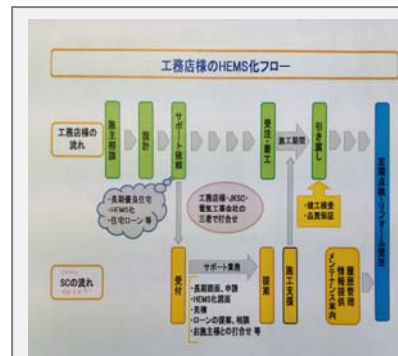 工務店様のHEMS化フロー
工務店様の
流れ
施主相談
設計
サポート依頼
受注・着工
施工期間
引き渡し
定期点検・リフォーム受注
・長期優良住宅
・HEMS化
・住宅ローン 等
工務店様・JKSC・
電気工事会社の
三者で打合せ
・竣工検査
・品質保証
SCの流れ
受付
サポート業務
・長期図面、申請
・HEMS化図面
・見積
・ローンの提案、相談
・お施主様との打合せ 等
提案
施工支援
履歴管理
情報提供
メンテナンス案内